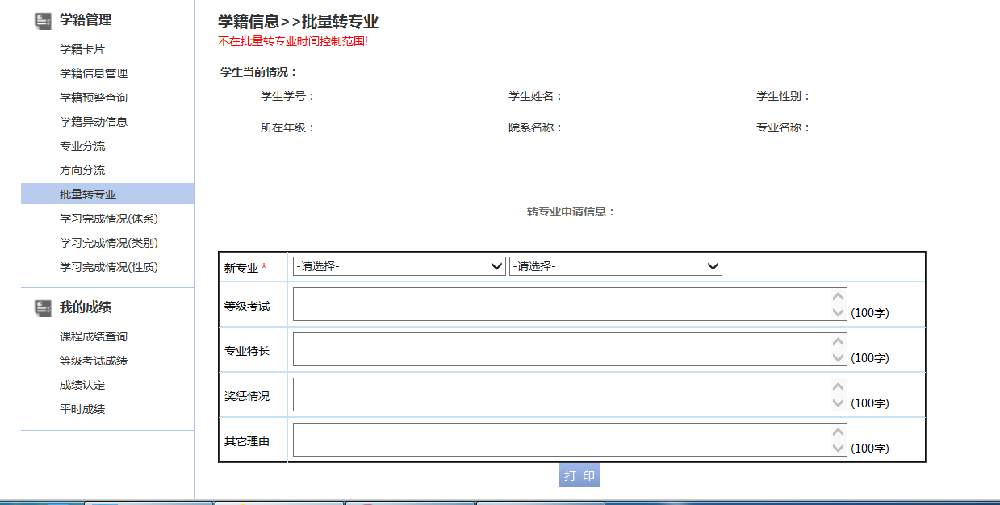 学籍管理
学籍卡片
学籍信息管理
学籍预警查询
学籍异动信息
专业分流
方向分流
批量转专业
学习完成情况(体系)
学习完成情况(类别)
学习完成情况(性质)
我的成绩
课程成绩查询
等级考试成绩
成绩认定
平时成绩
学籍信息>>批量转专业
不在批量转专业时间控制范围!
学生当前情况：
学生学号： 学生姓名： 学生性别：
所在年级： 院系名称： 专业名称：
转专业申请信息：
新专业 * -请选择- -请选择-
等级考试 (100字)
专业特长 (100字)
奖惩情况 (100字)
其它理由 (100字)
打 印